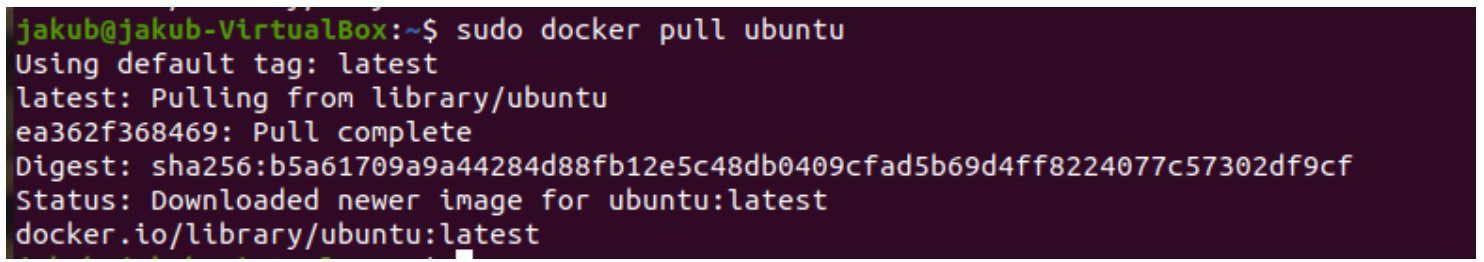 jakub@jakub-VirtualBox:~$ sudo docker pull ubuntu
Using default tag: latest
latest: Pulling from library/ubuntu
ea362f368469: Pull complete
Digest: sha256:b5a61709a9a44284d88fb12e5c48db0409cfad5b69d4ff8224077c57302df9cf
Status: Downloaded newer image for ubuntu:latest
docker.io/library/ubuntu:latest